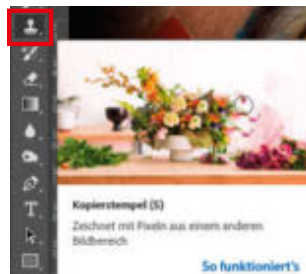 Kopierstempel (S)
Zeichnet mit Pixeln aus einem anderen
Bildbereich
So funktioniert's